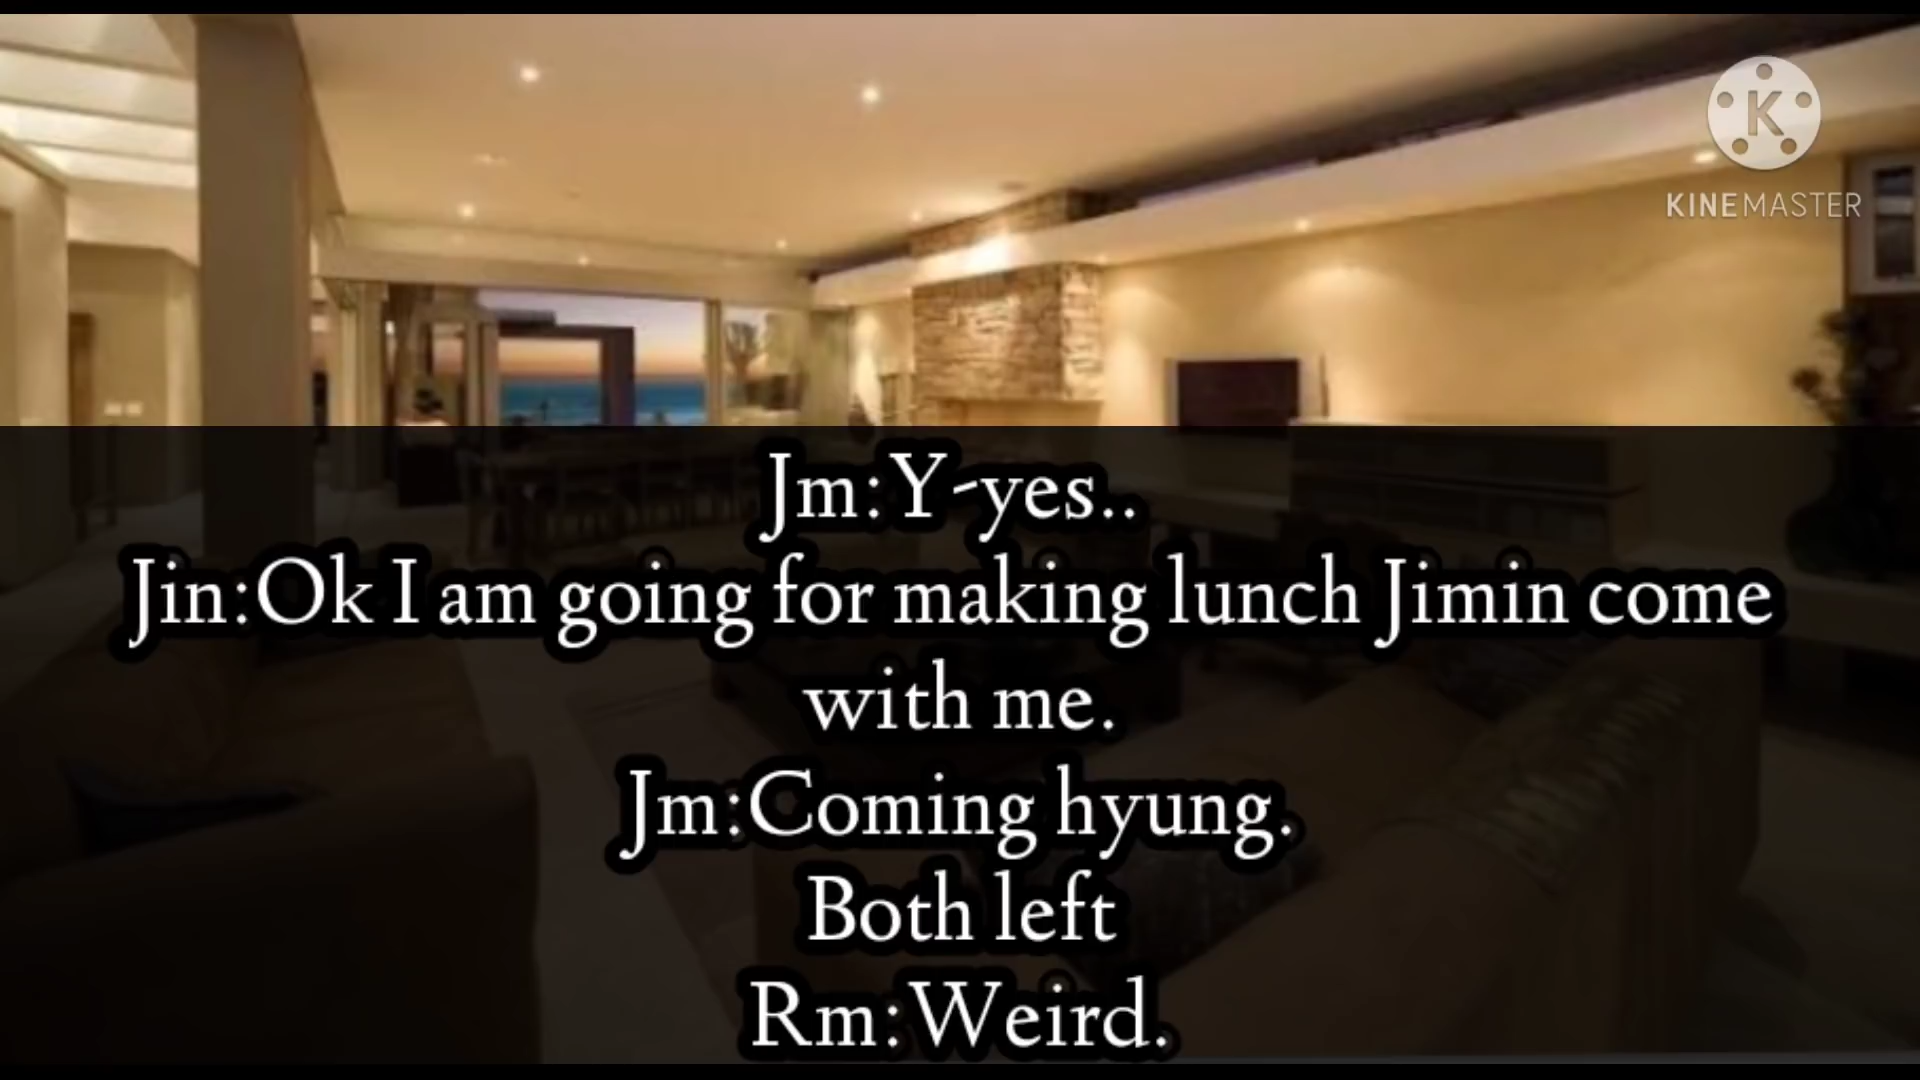 K
KINEMASTER
Jm:Y-yes..
Jin:Ok I am going for making lunch Jimin come
with me.
Jm:Coming hyung.
Both left
Rm:Weird.